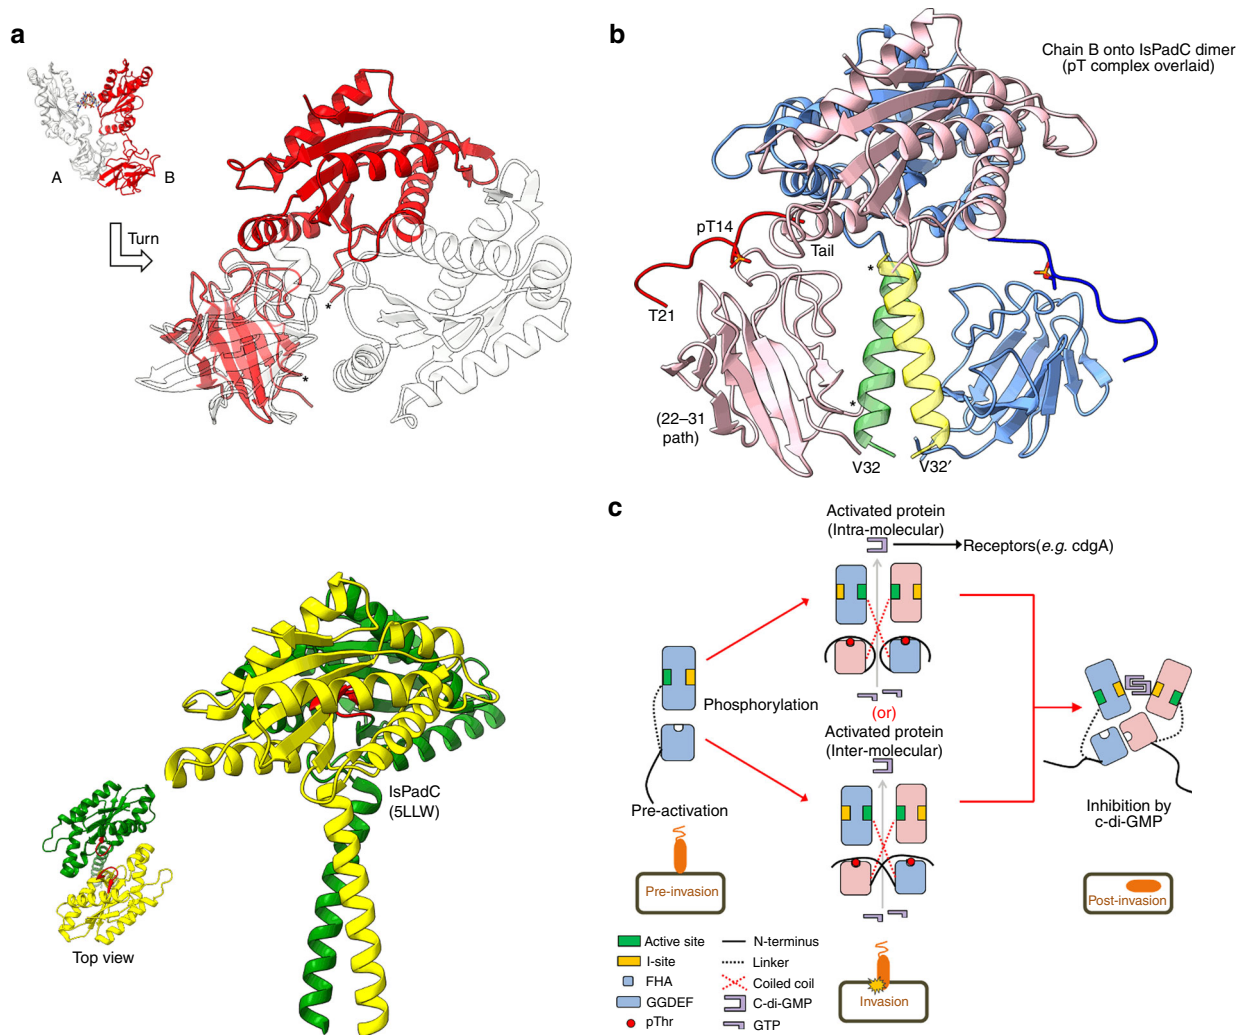 a
A
B
Turn
*
*
b
Chain B onto IsPadC dimer
(pT complex overlaid)
pT14
Tail
*
T21
(22–31
path)
*
V32
V32′
IsPadC
(5LLW)
Top view
c
Activated protein
(Intra-molecular)
Receptors(e.g. cdgA)
Phosphorylation
(or)
Activated protein
(Inter-molecular)
Pre-activation
Inhibition by
c-di-GMP
Pre-invasion
Post-invasion
Invasion
Active site
I-site
FHA
GGDEF
pThr
N-terminus
Linker
Coiled coil
C-di-GMP
GTP